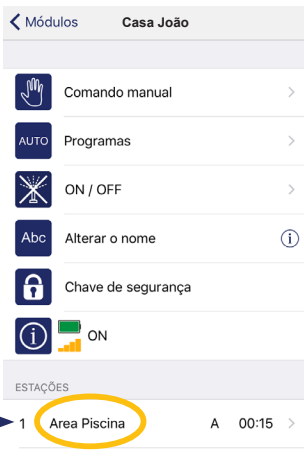 Módulos Casa João
Comando manual
AUTO Programas
ON / OFF
Abc Alterar o nome
Chave de segurança
ON
ESTAÇÕES
1 Area Piscina A 00:15